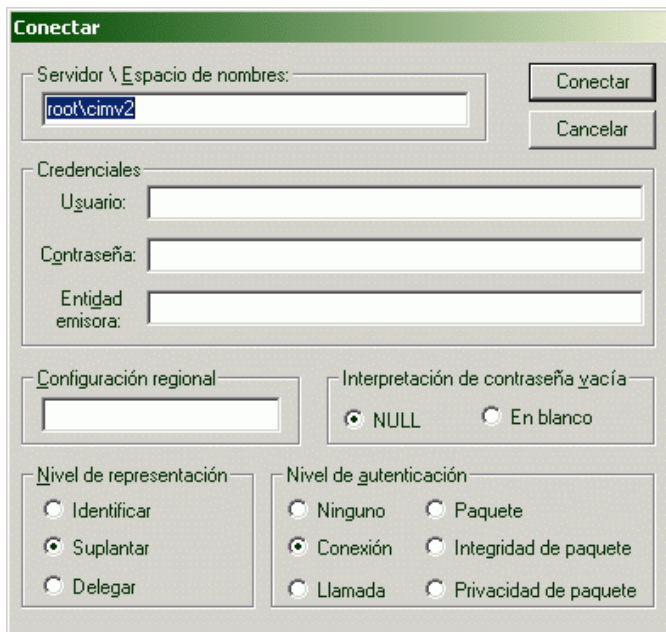 Conectar
Servidor \ Espacio de nombres:
Conectar
root\cimv2
Cancelar
Credenciales
Usuario:
Contraseña:
Entidad
emisora:
Configuración regional
Interpretación de contraseña vacía
NULL
En blanco
Nivel de representación
Identificar
Suplantar
Delegar
Nivel de autenticación
Ninguno
Paquete
Conexión
Integridad de paquete
Llamada
Privacidad de paquete